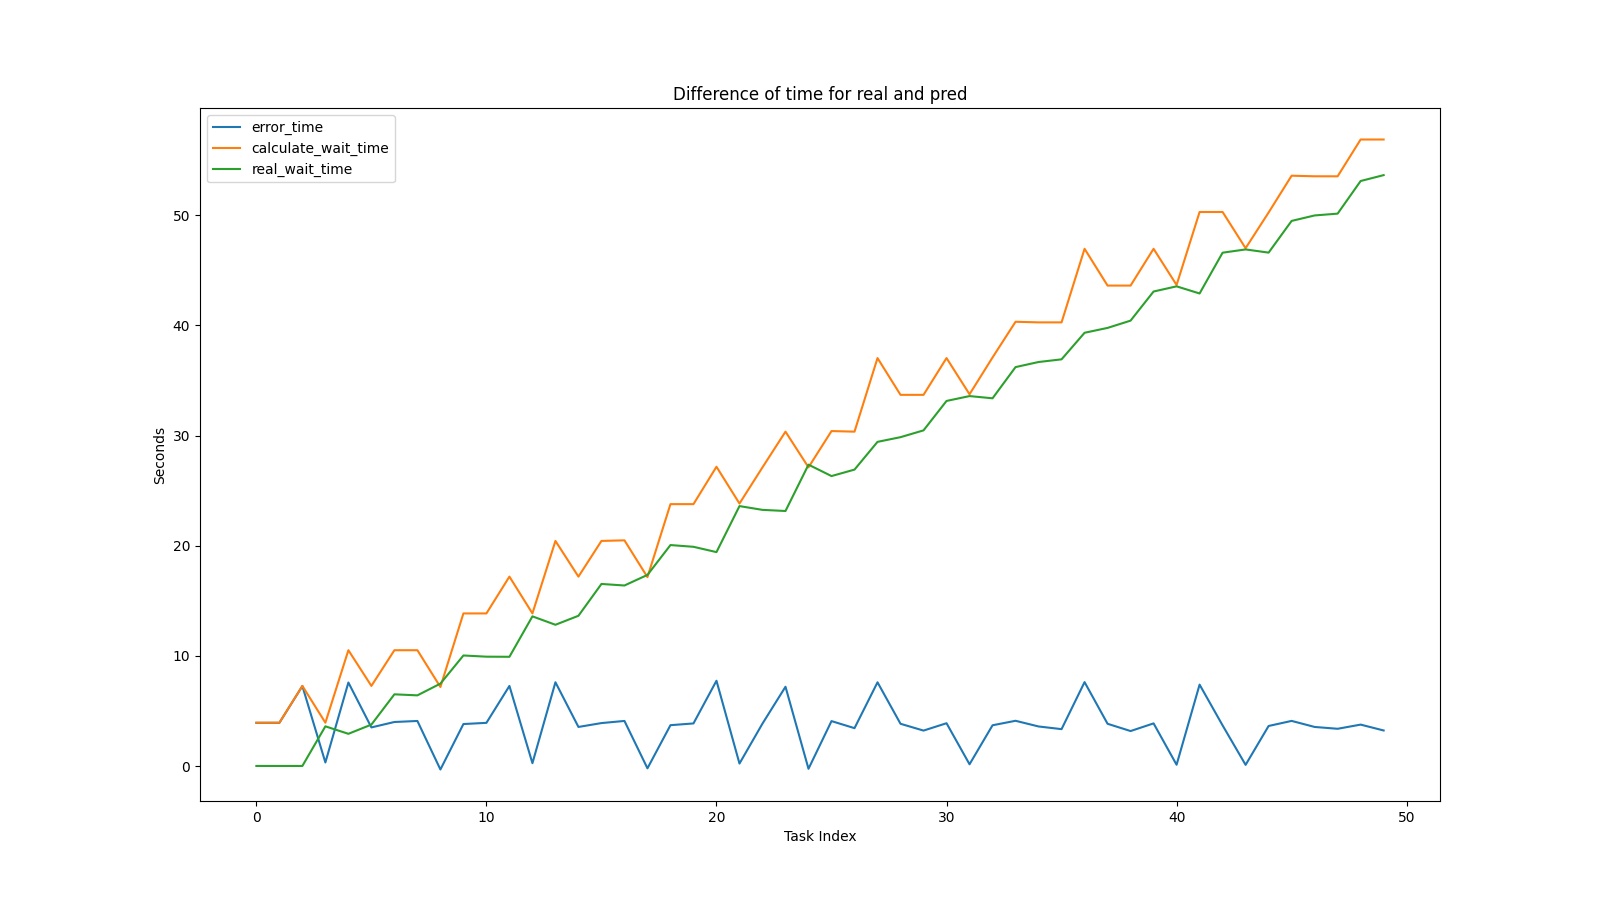 Difference of time for real and pred
error_time
calculate_wait_time
real_wait_time
Seconds
50
40
30
20
10
0
0 10 20 30 40 50
Task Index